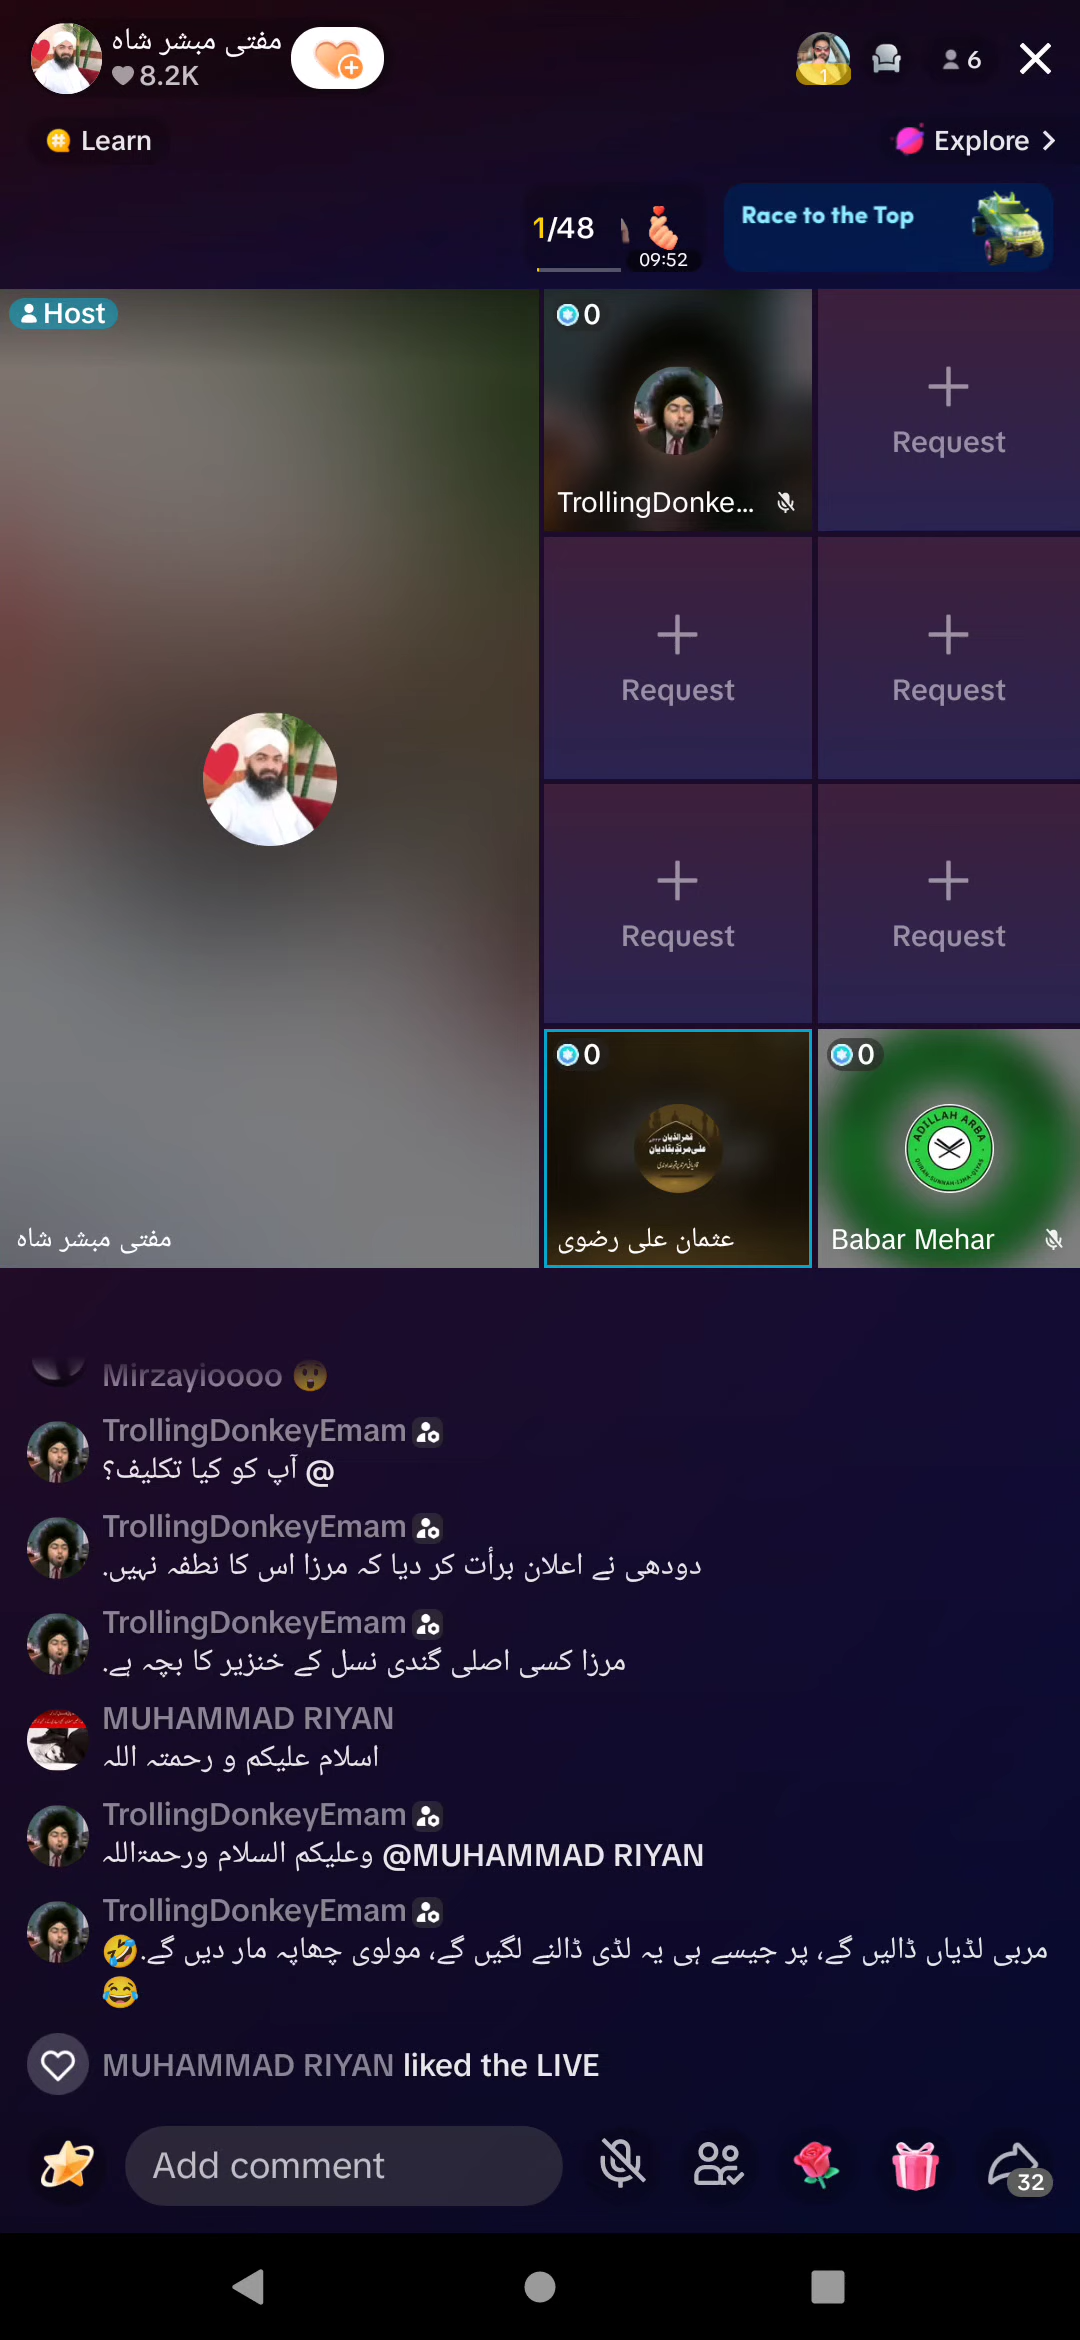 مفتی مبشر شاہ
8.2K
1
6
Learn
Explore
1/48
09:52
Race to the Top
Host
0
TrollingDonke...
Request
Request
Request
Request
Request
0
0
ADILLAH ARBA
مفتی مبشر شاہ
عثمان علی رضوی
Babar Mehar
Mirzayioooo 😲
TrollingDonkeyEmam
@ آپ کو کیا تکلیف؟
TrollingDonkeyEmam
دودھی نے اعلان برأت کر دیا کہ مرزا اس کا نطفہ نہیں.
TrollingDonkeyEmam
مرزا کسی اصلی گندی نسل کے خنزیر کا بچہ ہے.
MUHAMMAD RIYAN
اسلام علیکم و رحمتہ اللہ
TrollingDonkeyEmam
@MUHAMMAD RIYAN وعلیکم السلام ورحمۃاللہ
TrollingDonkeyEmam
مربی لڈیاں ڈالیں گے، پر جیسے ہی یہ لڈی ڈالنے لگیں گے، مولوی چھاپہ مار دیں گے.🤣
😂
MUHAMMAD RIYAN liked the LIVE
Add comment
32